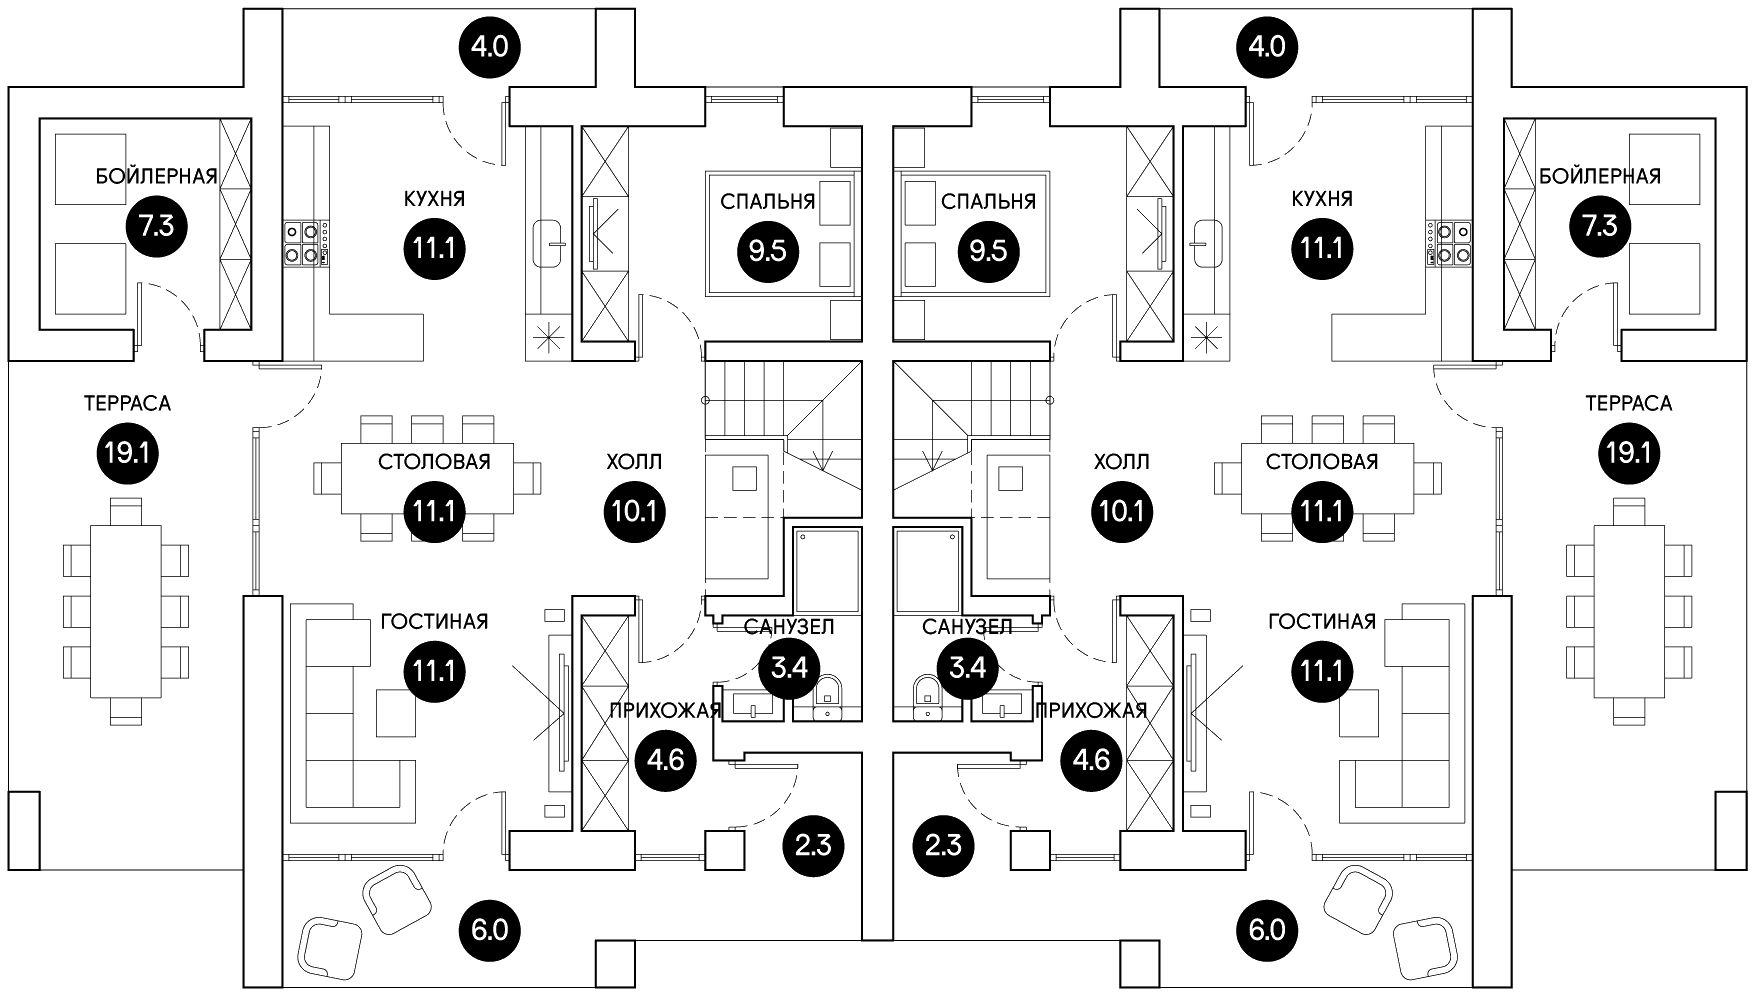 4.0
4.0
БОЙЛЕРНАЯ
7.3
КУХНЯ
11.1
СПАЛЬНЯ
9.5
СПАЛЬНЯ
9.5
КУХНЯ
11.1
БОЙЛЕРНАЯ
7.3
ТЕРРАСА
19.1
СТОЛОВАЯ
11.1
ХОЛЛ
10.1
ХОЛЛ
10.1
СТОЛОВАЯ
11.1
ТЕРРАСА
19.1
ГОСТИНАЯ
11.1
САНУЗЕЛ
3.4
САНУЗЕЛ
3.4
ГОСТИНАЯ
11.1
ПРИХОЖАЯ
4.6
ПРИХОЖАЯ
4.6
2.3
2.3
6.0
6.0